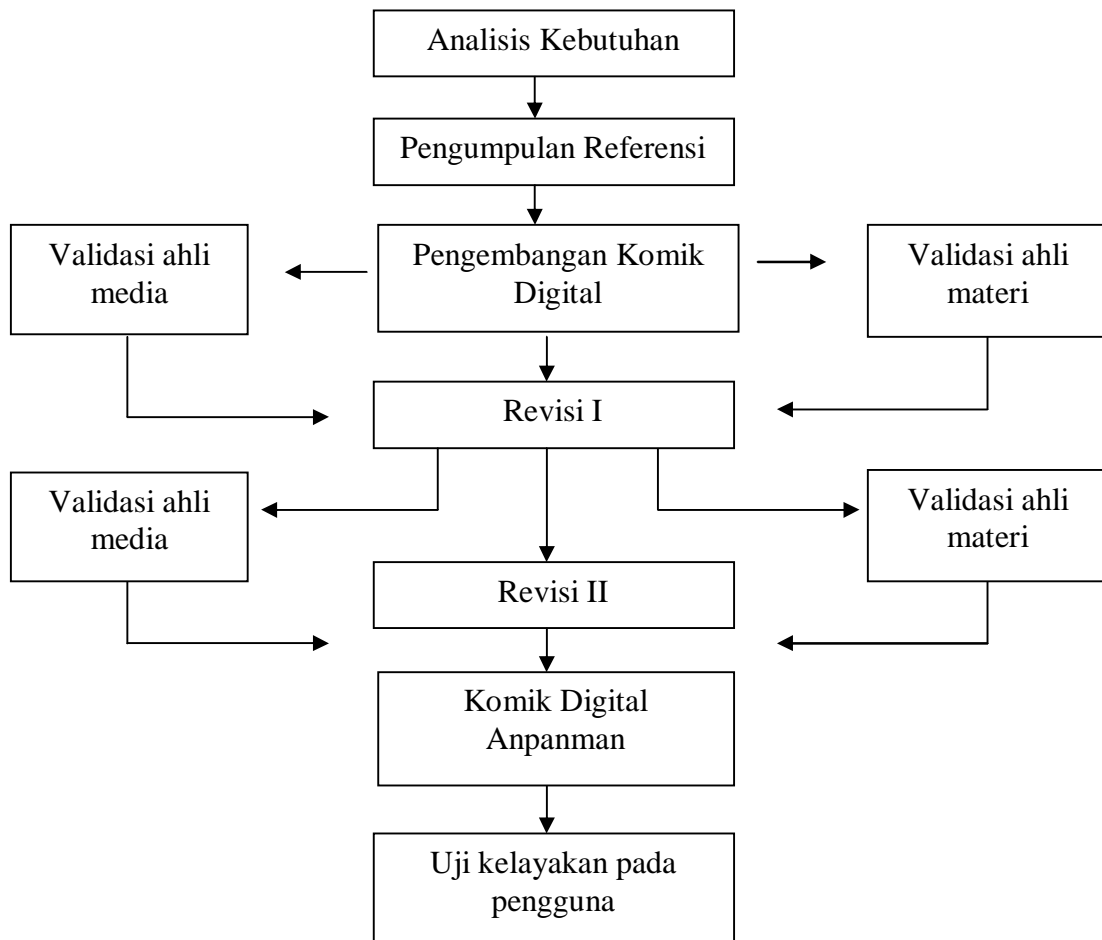 Analisis Kebutuhan
Pengumpulan Referensi
Validasi ahli
media
Pengembangan Komik
Digital
Validasi ahli
materi
Revisi I
Validasi ahli
media
Validasi ahli
materi
Revisi II
Komik Digital
Anpanman
Uji kelayakan pada
pengguna